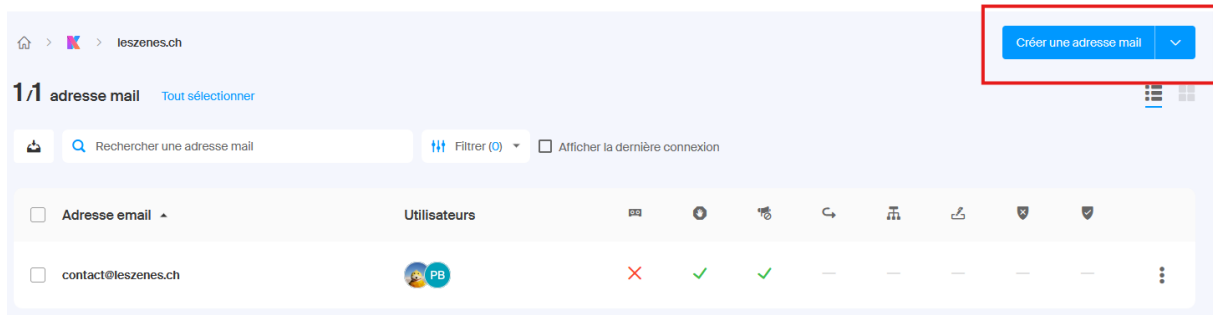 leszenes.ch
Créer une adresse mail
1/1 adresse mail Tout sélectionner
Rechercher une adresse mail Filtrer (0) Afficher la dernière connexion
Adresse email Utilisateurs
contact@leszenes.ch PB